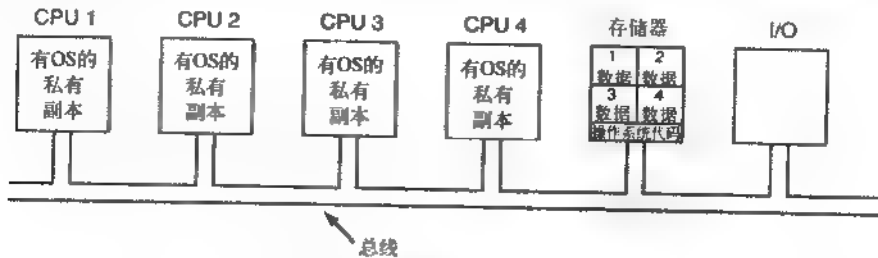 CPU 1
CPU 2
CPU 3
CPU 4
存储器
I/O
有OS的
私有
副本
有OS的
私有
副本
有OS的
私有
副本
有OS的
私有
副本
1
数据
2
数据
3
数据
4
数据
操作系统代码
总线